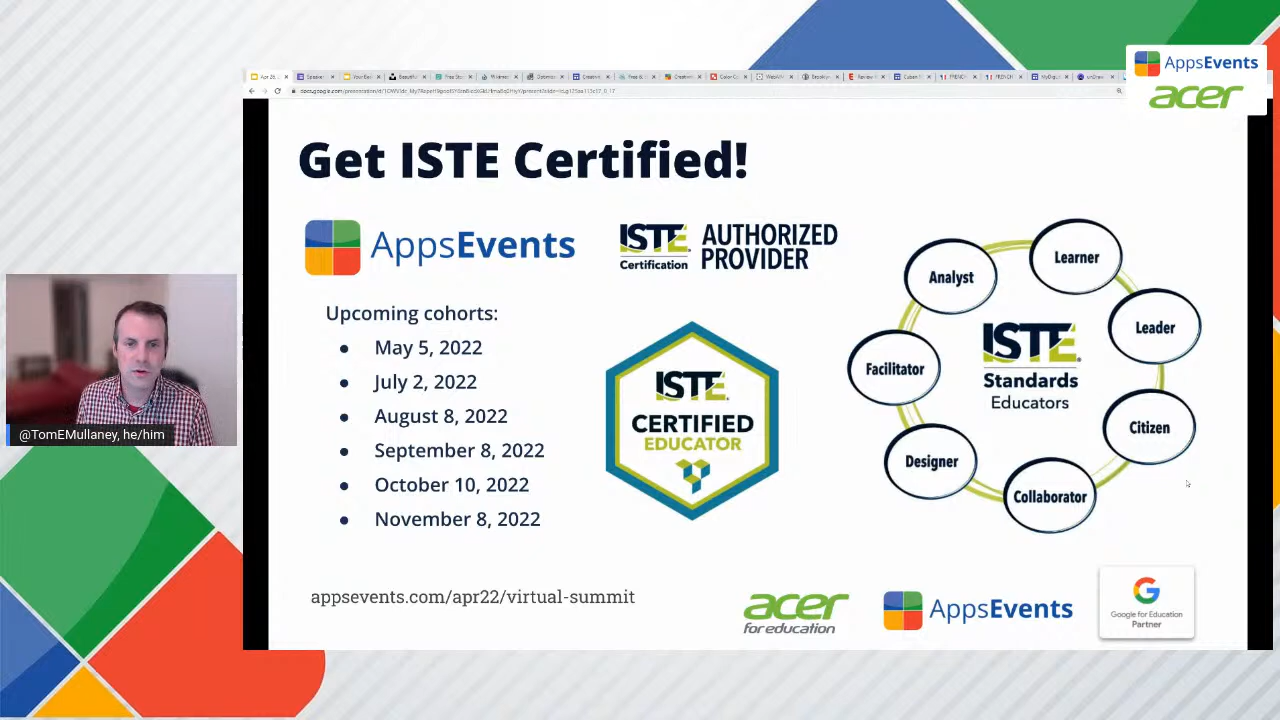 AppsEvents
acer
Get ISTE Certified!
AppsEvents
ISTE Certification
AUTHORIZED PROVIDER
Upcoming cohorts:
● May 5, 2022
● July 2, 2022
● August 8, 2022
● September 8, 2022
● October 10, 2022
● November 8, 2022
ISTE
CERTIFIED
EDUCATOR
Learner
Analyst
Leader
Facilitator
ISTE
Standards
Educators
Citizen
Designer
Collaborator
@TomEMullaney, he/him
appsevents.com/apr22/virtual-summit
acer
for education
AppsEvents
Google for Education
Partner